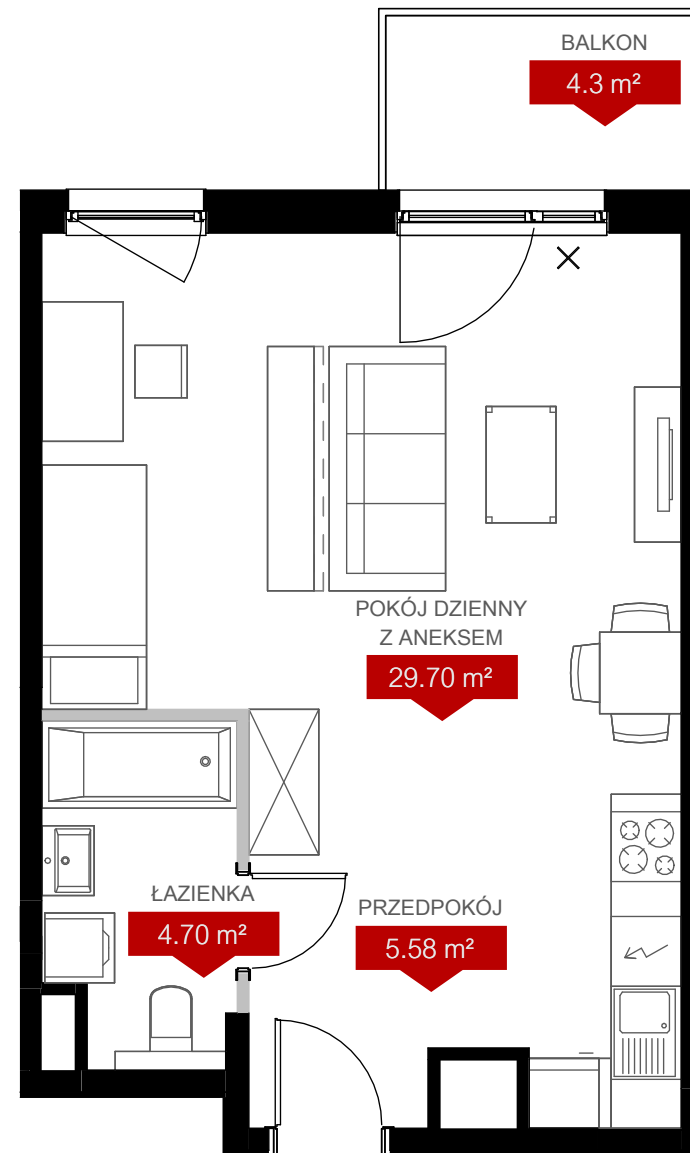 BALKON
4.3 m²
POKÓJ DZIENNY
Z ANEKSEM
29.70 m²
ŁAZIENKA
4.70 m²
PRZEDPOKÓJ
5.58 m²